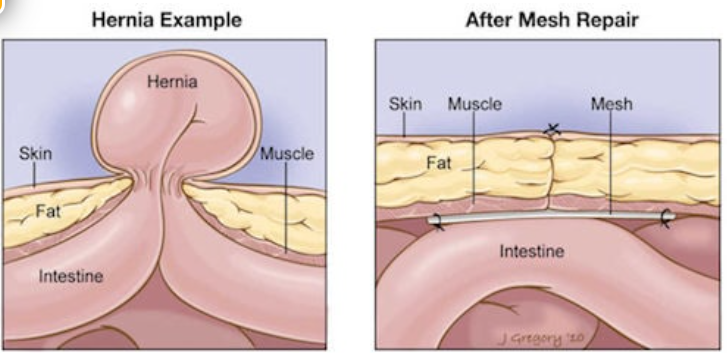 Hernia Example
Hernia
Skin
Muscle
Fat
Intestine
After Mesh Repair
Skin
Muscle
Mesh
Fat
Intestine
J Gregory '10